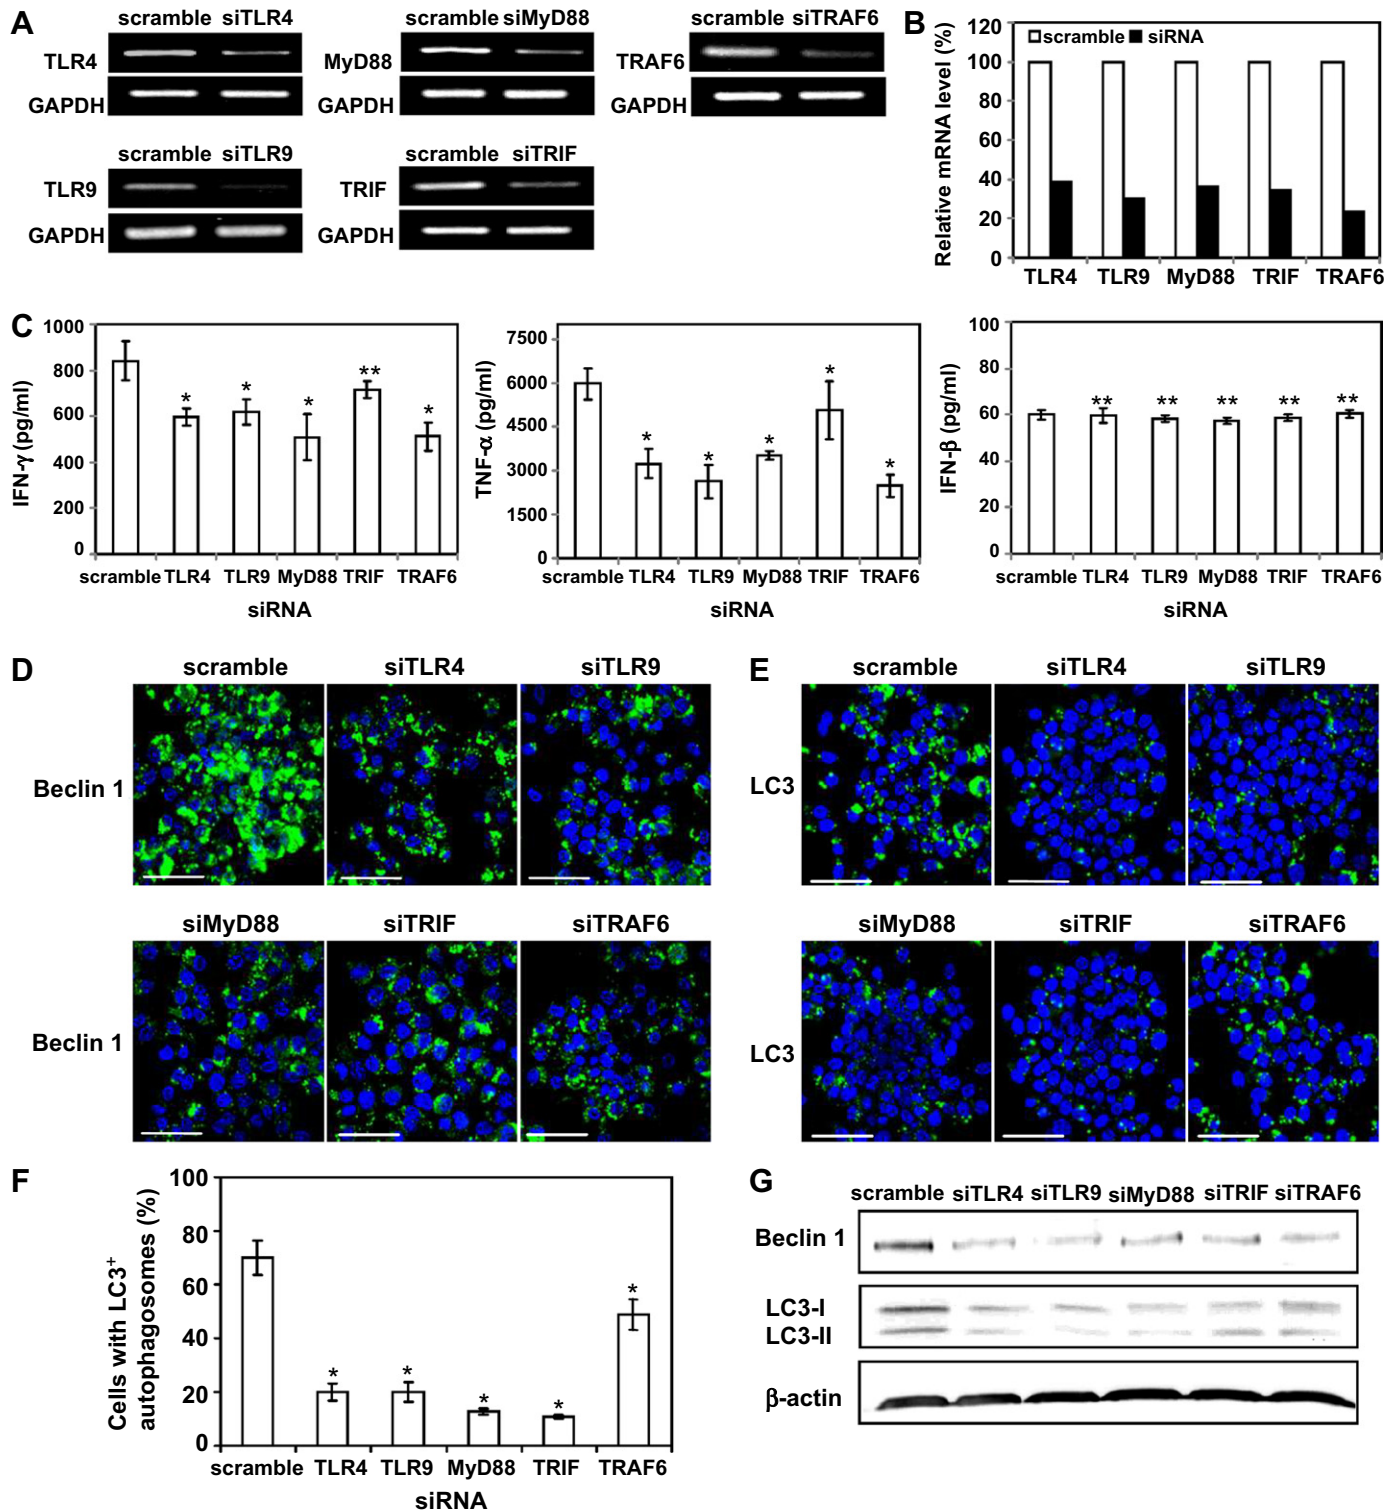 A
scramble siTLR4
TLR4
GAPDH
scramble siMyD88
MyD88
GAPDH
scramble siTRAF6
TRAF6
GAPDH
scramble siTLR9
TLR9
GAPDH
scramble siTRIF
TRIF
GAPDH
B
Relative mRNA level (%)
scramble siRNA
120
100
80
60
40
20
0
TLR4 TLR9 MyD88 TRIF TRAF6
C
IFN-γ (pg/ml)
1000
800
600
400
200
0
* * * ** *
scramble TLR4 TLR9 MyD88 TRIF TRAF6
siRNA
TNF-α (pg/ml)
7500
6000
4500
3000
1500
0
* * * * *
scramble TLR4 TLR9 MyD88 TRIF TRAF6
siRNA
IFN-β (pg/ml)
100
80
60
40
20
0
** ** ** ** **
scramble TLR4 TLR9 MyD88 TRIF TRAF6
siRNA
D
scramble siTLR4 siTLR9
Beclin 1
siMyD88 siTRIF siTRAF6
Beclin 1
E
scramble siTLR4 siTLR9
LC3
siMyD88 siTRIF siTRAF6
LC3
F
Cells with LC3⁺
autophagosomes (%)
100
80
60
40
20
0
* * * * *
scramble TLR4 TLR9 MyD88 TRIF TRAF6
siRNA
G
scramble siTLR4 siTLR9 siMyD88 siTRIF siTRAF6
Beclin 1
LC3-I
LC3-II
β-actin